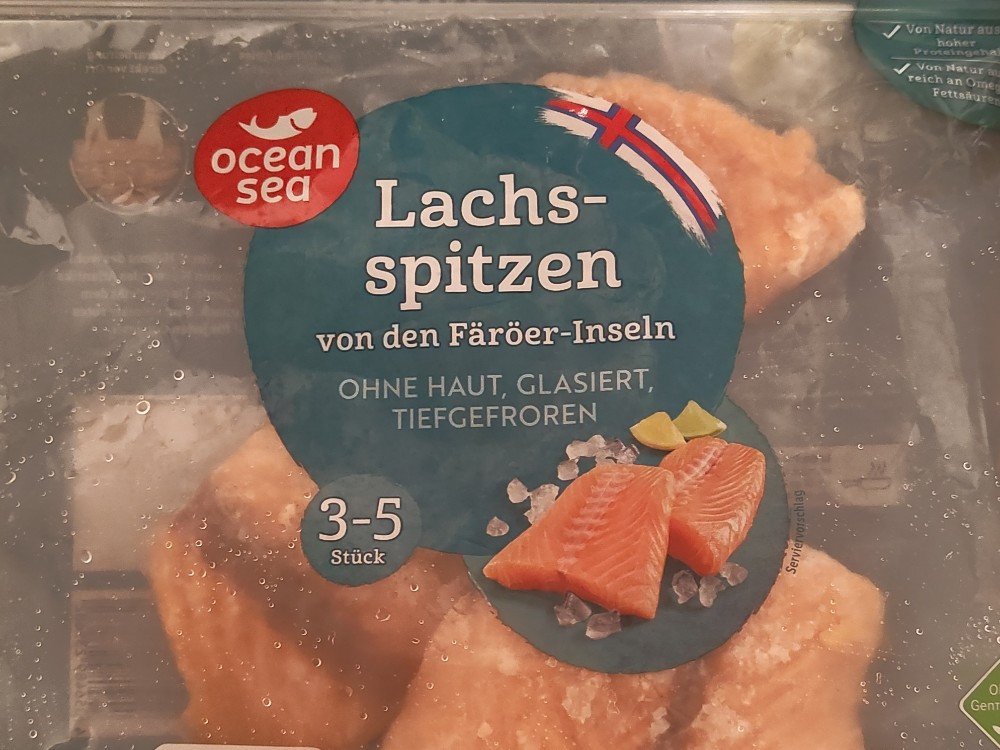 Von Natur aus
hoher
Von Natur
reich an
ocean
sea
Lachs-
spitzen
von den Färöer-Inseln
OHNE HAUT, GLASIERT,
TIEFGEFROREN
3-5
Stück
Serviervorschlag